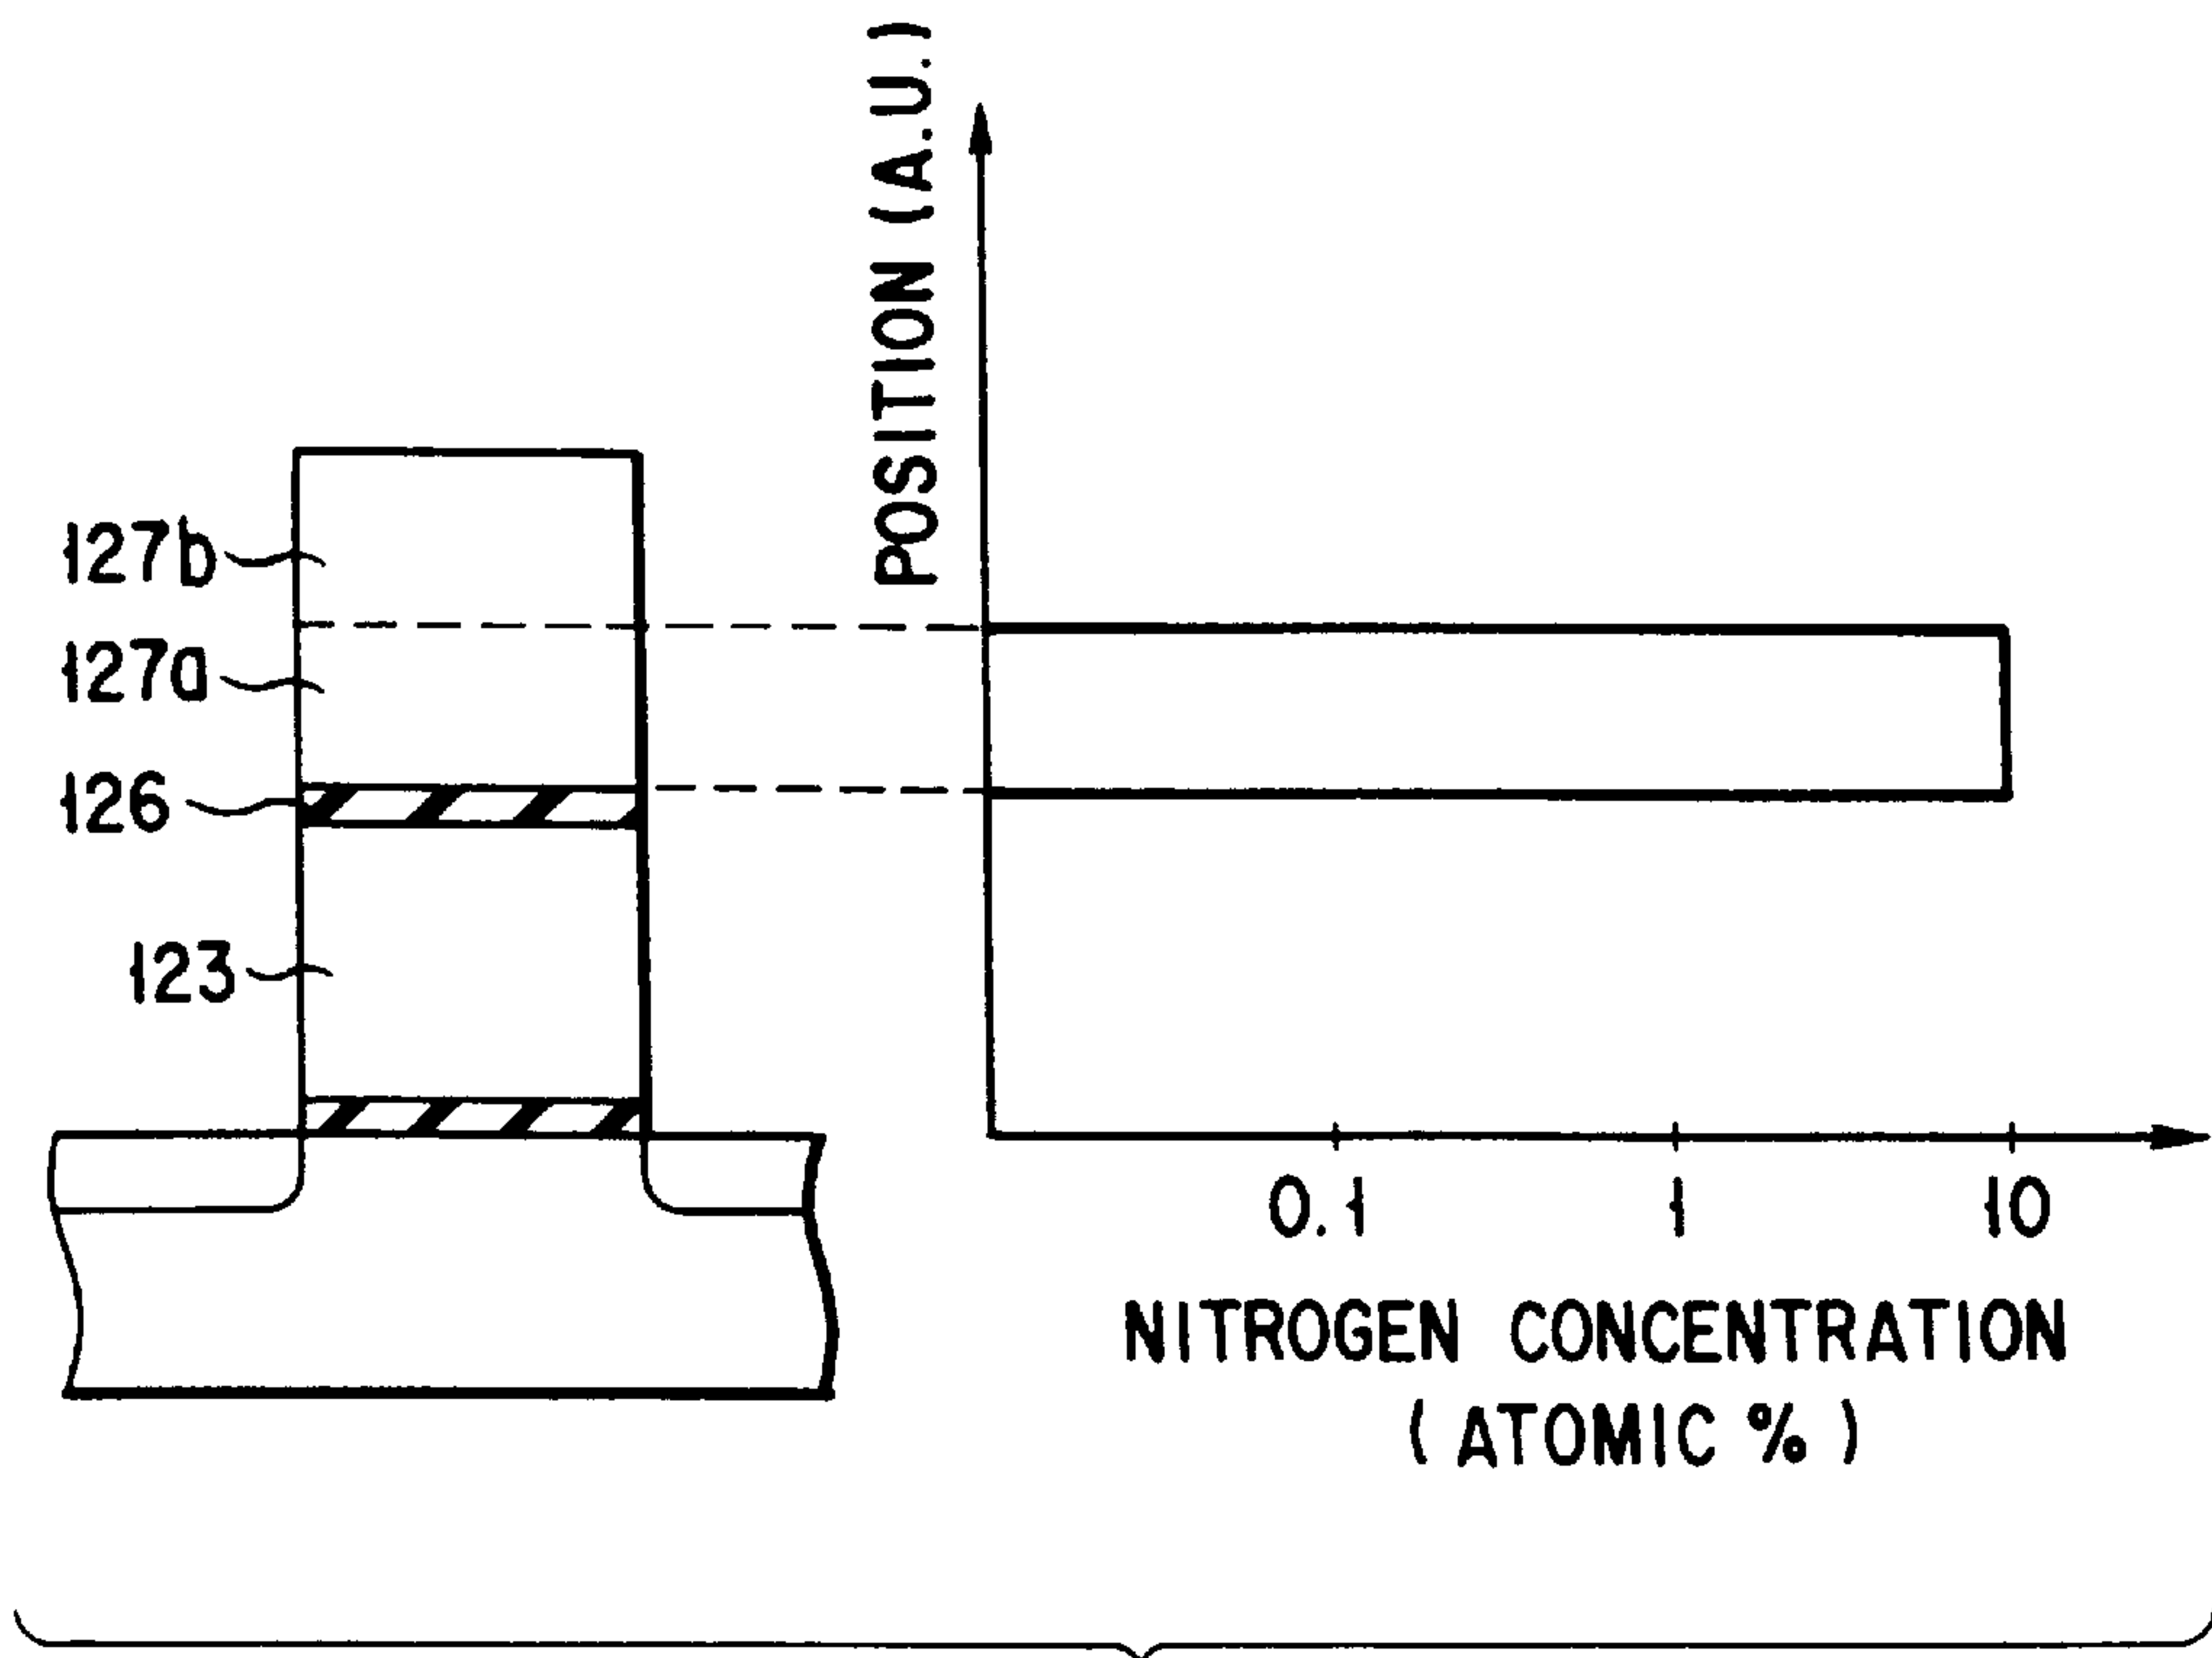 POSITION (A.U.)
127b
127a
126
123
0.1 1 10
NITROGEN CONCENTRATION
(ATOMIC %)